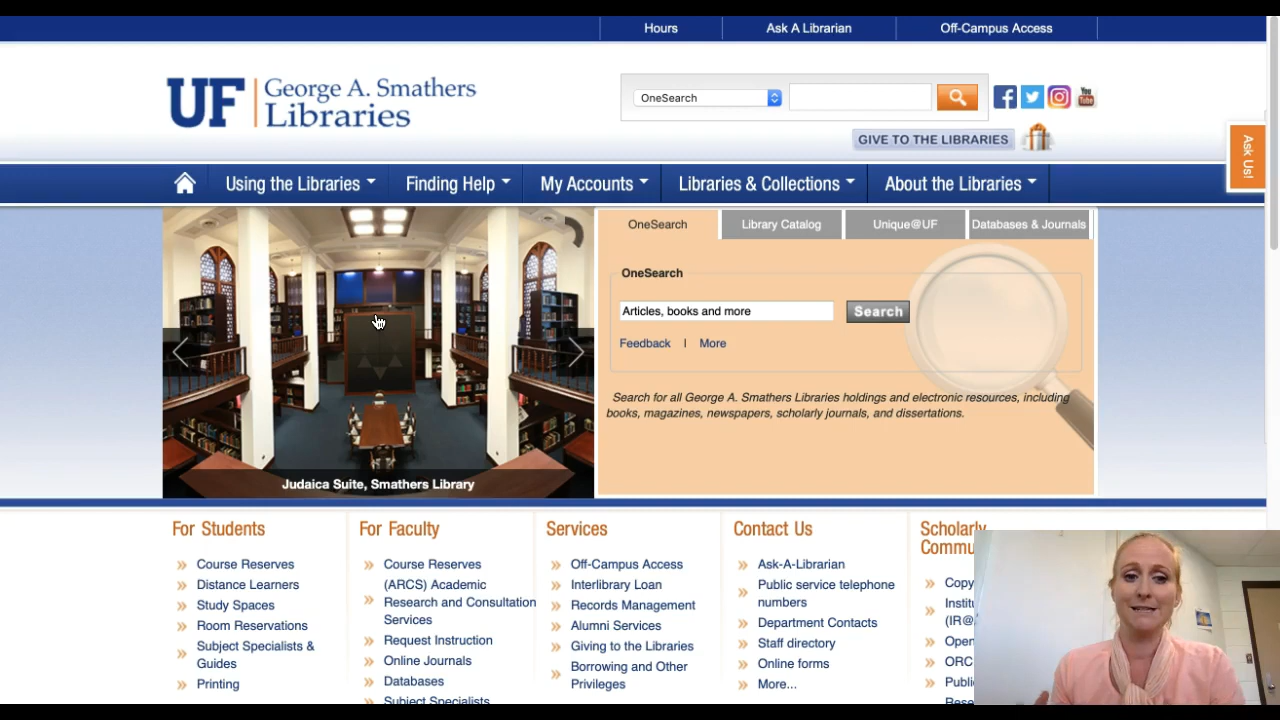 Hours
Ask A Librarian
Off-Campus Access
UF
George A. Smathers
Libraries
OneSearch
You
Tube
GIVE TO THE LIBRARIES
Ask Us!
Using the Libraries
Finding Help
My Accounts
Libraries & Collections
About the Libraries
Judaica Suite, Smathers Library
OneSearch
Library Catalog
Unique@UF
Databases & Journals
OneSearch
Articles, books and more
Search
Feedback | More
Search for all George A. Smathers Libraries holdings and electronic resources, including
books, magazines, newspapers, scholarly journals, and dissertations.
For Students
Course Reserves
Distance Learners
Study Spaces
Room Reservations
Subject Specialists &
Guides
Printing
For Faculty
Course Reserves
(ARCS) Academic
Research and Consultation
Services
Request Instruction
Online Journals
Databases
Subject Specialists
Services
Off-Campus Access
Interlibrary Loan
Records Management
Alumni Services
Giving to the Libraries
Borrowing and Other
Privileges
Contact Us
Ask-A-Librarian
Public service telephone
numbers
Department Contacts
Staff directory
Online forms
More...
Scholarly
Commu
Copy
Institu
(IR@
Open
ORC
Publi